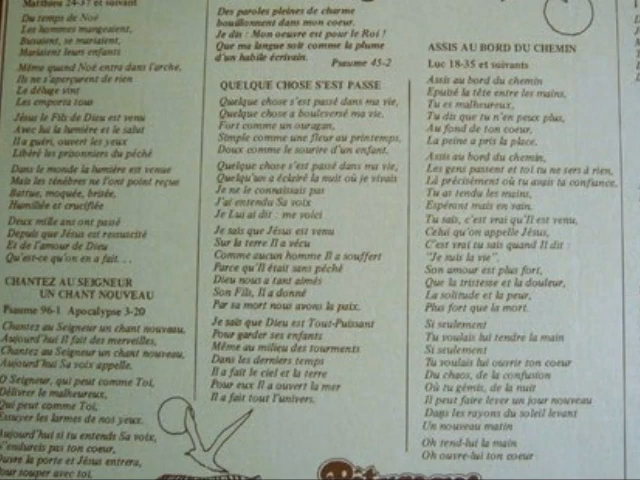 Matthieu 24-37 et suivant
Du temps de Noé
Les hommes mangeaient,
Buvaient, se mariaient,
Mariaient leurs enfants
Même quand Noé entra dans l'arche,
Ils ne s'aperçurent de rien
Le déluge vint
Les emporta tous
Jésus le Fils de Dieu est venu
Avec lui la lumière et le salut
Il a guéri, ouvert les yeux
Libéré les prisonniers du péché
Dans le monde la lumière est venue
Mais les ténèbres ne l'ont point reçue
Battue, moquée, brisée,
Humiliée et crucifiée
Deux mille ans ont passé
Depuis que Jésus est ressuscité
Et de l'amour de Dieu
Qu'est-ce qu'on en a fait . . .
CHANTEZ AU SEIGNEUR
UN CHANT NOUVEAU
Psaume 96-1 Apocalypse 3-20
Chantez au Seigneur un chant nouveau,
Aujourd'hui Il fait des merveilles,
Chantez au Seigneur un chant nouveau,
Aujourd'hui Sa voix appelle.
O Seigneur, qui peut comme Toi,
Délivrer le malheureux,
Qui peut comme Toi,
Essuyer les larmes de nos yeux.
Aujourd'hui si tu entends Sa voix,
N'endurcis pas ton coeur,
Ouvre la porte et Jésus entrera,
Pour souper avec toi.
Des paroles pleines de charme
bouillonnent dans mon coeur.
Je dis : Mon oeuvre est pour le Roi !
Que ma langue soit comme la plume
d'un habile écrivain.
Psaume 45-2
QUELQUE CHOSE S'EST PASSE
Quelque chose s'est passé dans ma vie,
Quelque chose a bouleversé ma vie.
Fort comme un ouragan,
Simple comme une fleur au printemps,
Doux comme le sourire d'un enfant.
Quelque chose s'est passé dans ma vie,
Quelqu'un a éclairé la nuit où je vivais
Je ne le connaissais pas
J'ai entendu Sa voix
Je Lui ai dit : me voici
Je sais que Jésus est venu
Sur la terre Il a vécu
Comme aucun homme Il a souffert
Parce qu'Il était sans péché
Dieu nous a tant aimés
Son Fils, Il a donné
Par sa mort nous avons la paix.
Je sais que Dieu est Tout-Puissant
Pour garder ses enfants
Même au milieu des tourments
Dans les derniers temps
Il a fait le ciel et la terre
Pour eux Il a ouvert la mer
Il a fait tout l'univers.
ASSIS AU BORD DU CHEMIN
Luc 18-35 et suivants
Assis au bord du chemin
Epuisé la tête entre les mains,
Tu es malheureux,
Tu dis que tu n'en peux plus,
Au fond de ton coeur,
La peine a pris la place.
Assis au bord du chemin,
Les gens passent et toi tu ne sers à rien,
Là précisément où tu avais ta confiance,
Tu as tendu les mains,
Espérant mais en vain.
Tu sais, c'est vrai qu'Il est venu,
Celui qu'on appelle Jésus,
C'est vrai tu sais quand Il dit :
"Je suis la vie".
Son amour est plus fort,
Que la tristesse et la douleur,
La solitude et la peur,
Plus fort que la mort.
Si seulement
Tu voulais lui tendre la main
Si seulement
Tu voulais lui ouvrir ton coeur
Du chaos, de la confusion
Où tu gémis, de la nuit
Il peut faire lever un jour nouveau
Dans les rayons du soleil levant
Un nouveau matin
Oh tend-lui la main
Oh ouvre-lui ton coeur